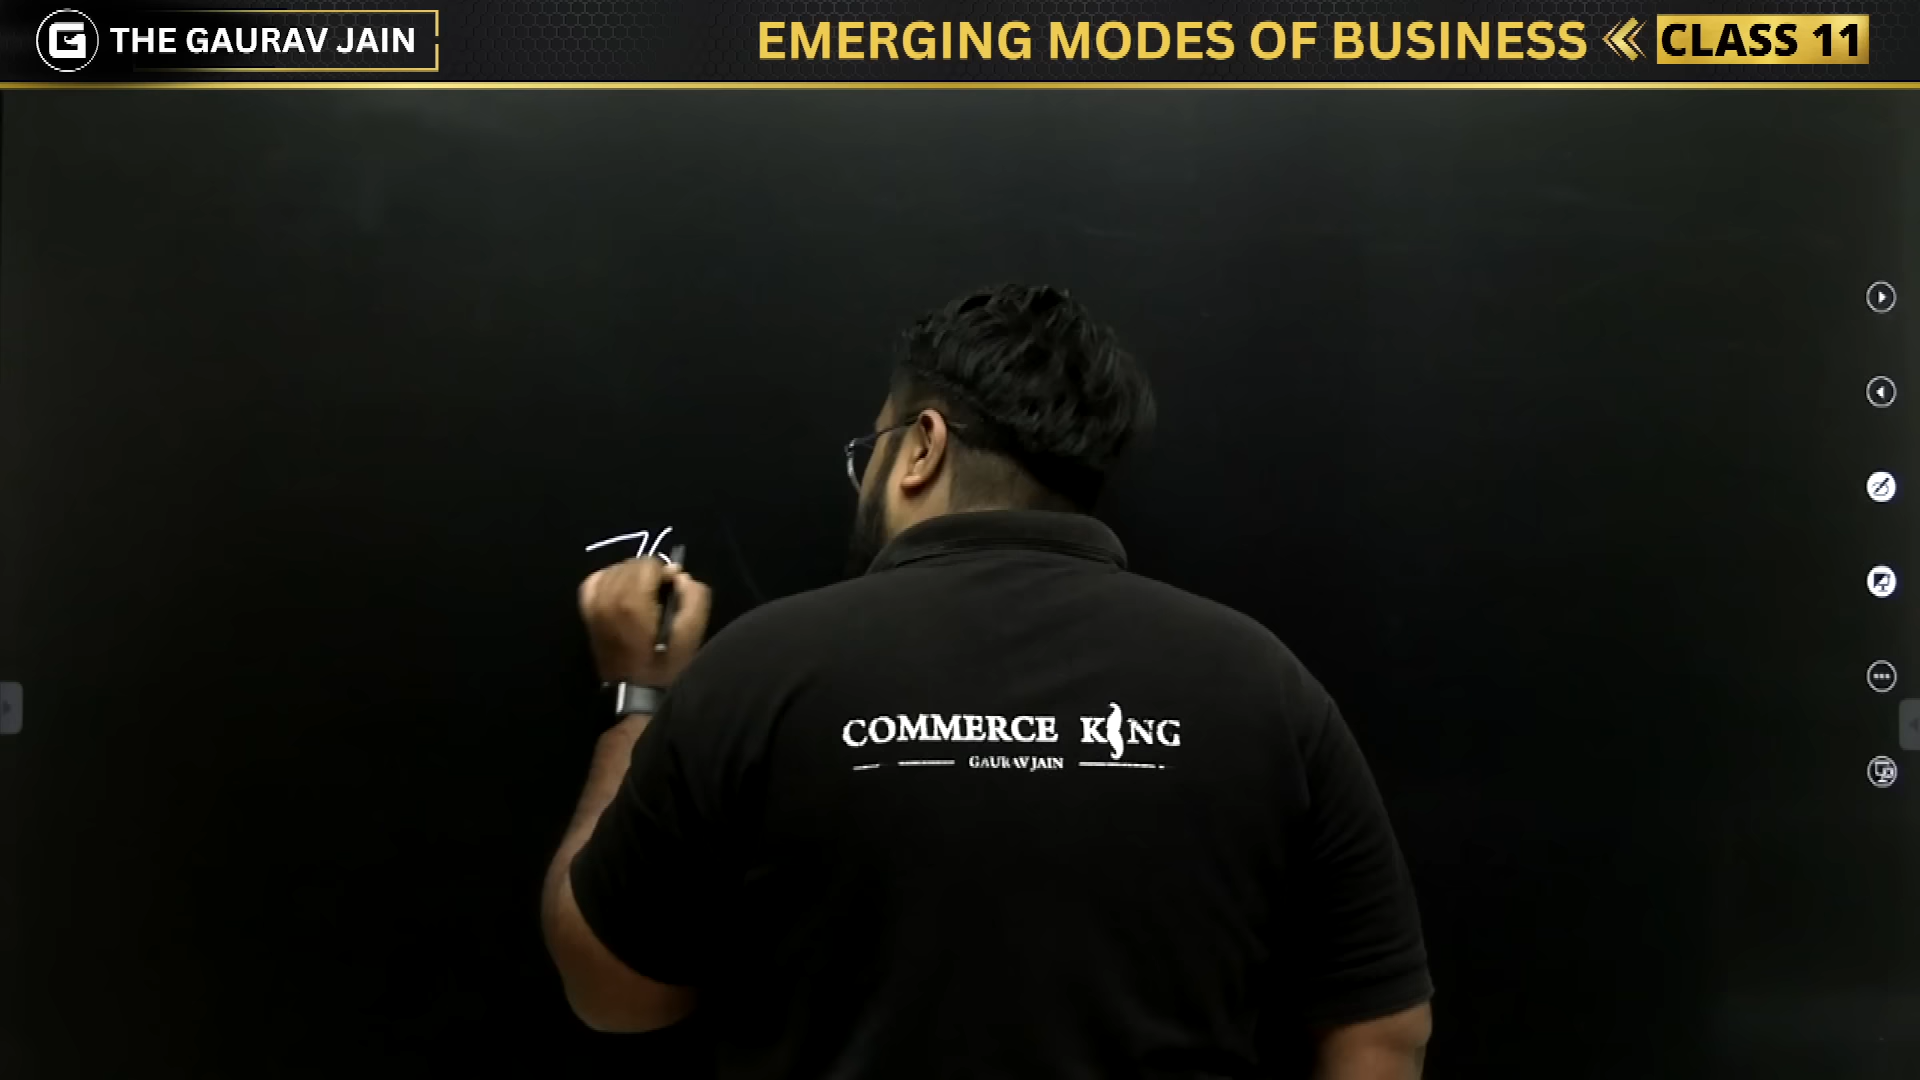 G THE GAURAV JAIN
EMERGING MODES OF BUSINESS
CLASS 11
COMMERCE KING
GAURAV JAIN